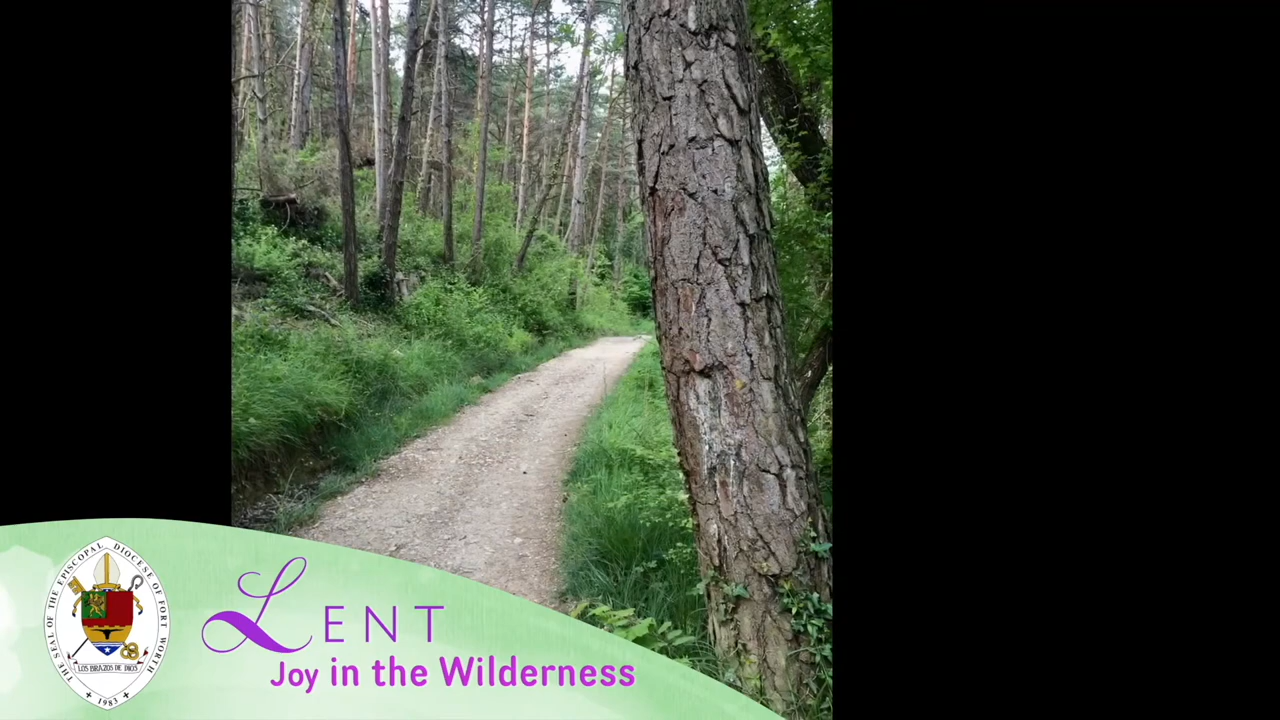 THE SEAL OF THE EPISCOPAL DIOCESE OF FORT WORTH
LOS BRAZOS DE DIOS
1983
LENT
Joy in the Wilderness